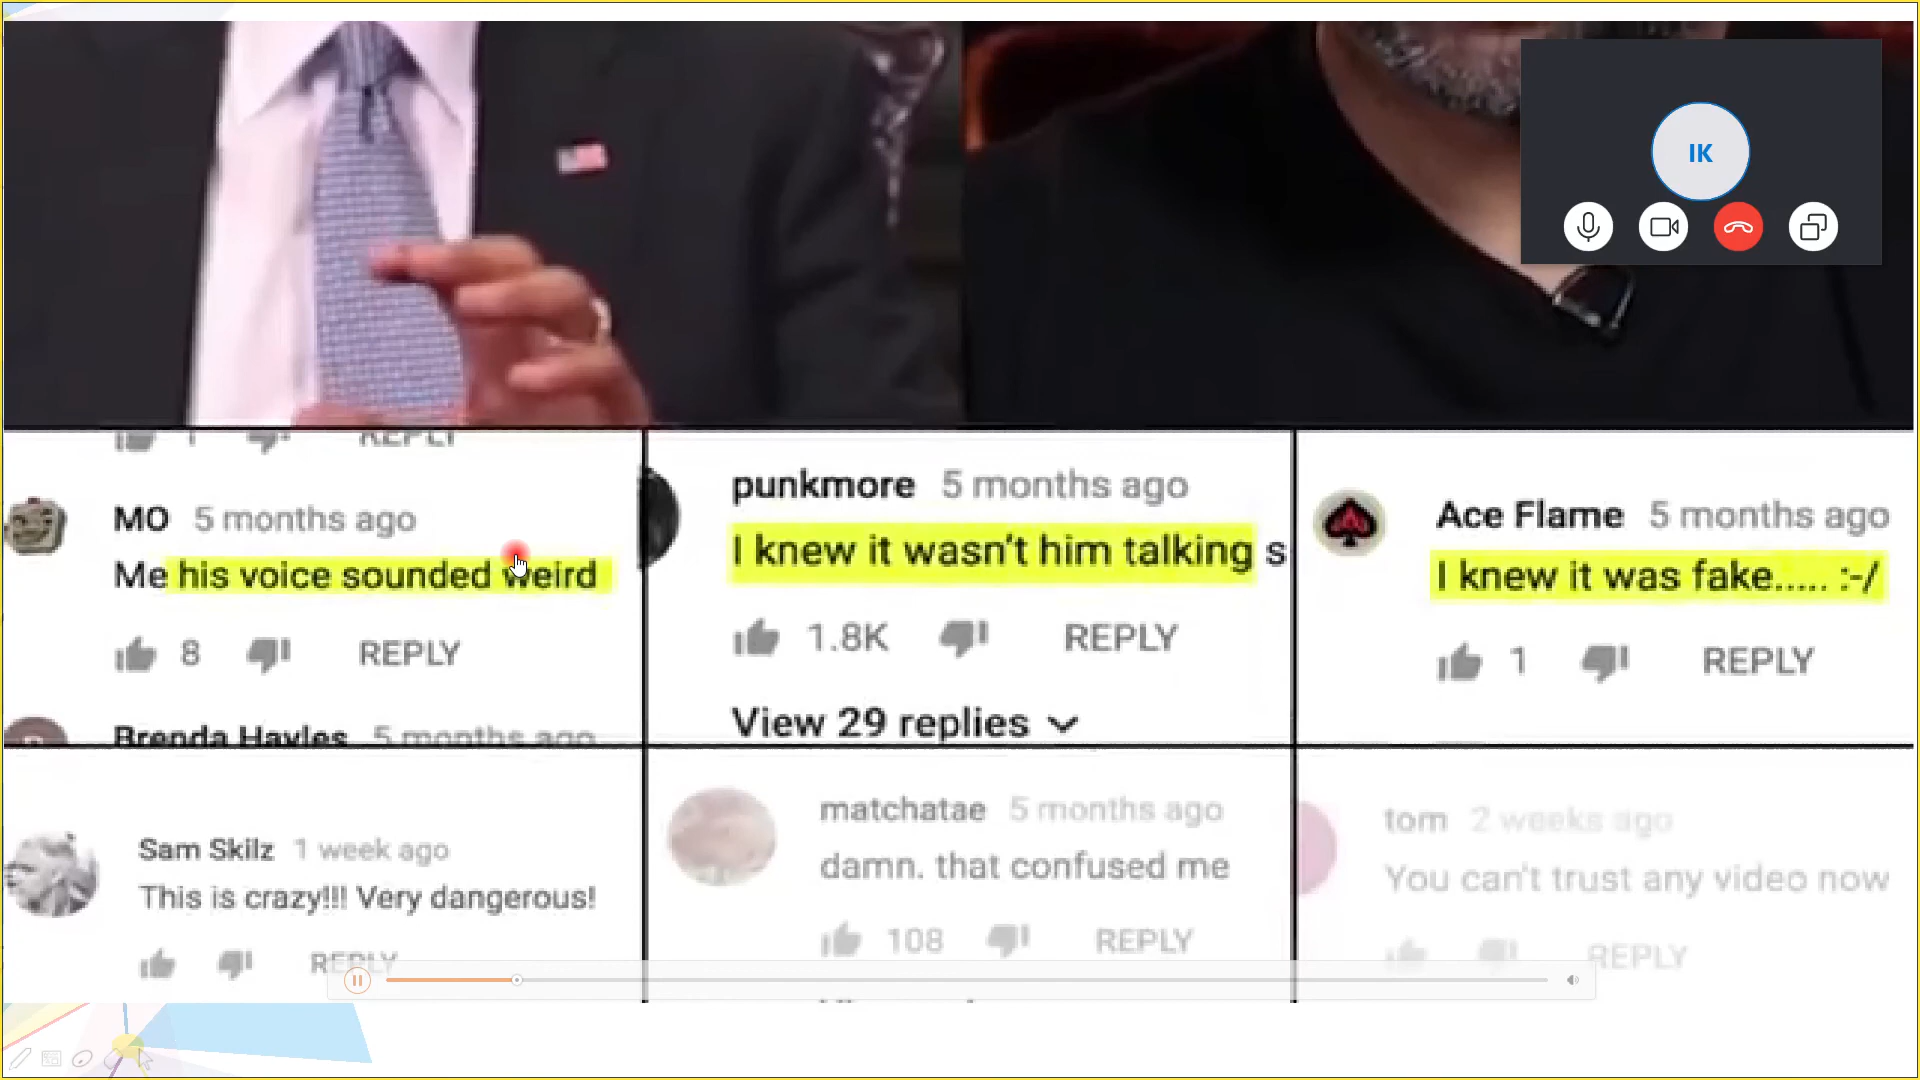 IK
REPLY
MO 5 months ago
Me his voice sounded weird
8 REPLY
Brenda Hayles 5 months ago
punkmore 5 months ago
I knew it wasn't him talking s
1.8K REPLY
View 29 replies
Ace Flame 5 months ago
I knew it was fake..... :-/
1 REPLY
Sam Skilz 1 week ago
This is crazy!!! Very dangerous!
REPLY
matchatae 5 months ago
damn. that confused me
108 REPLY
tom 2 weeks ago
You can't trust any video now
REPLY